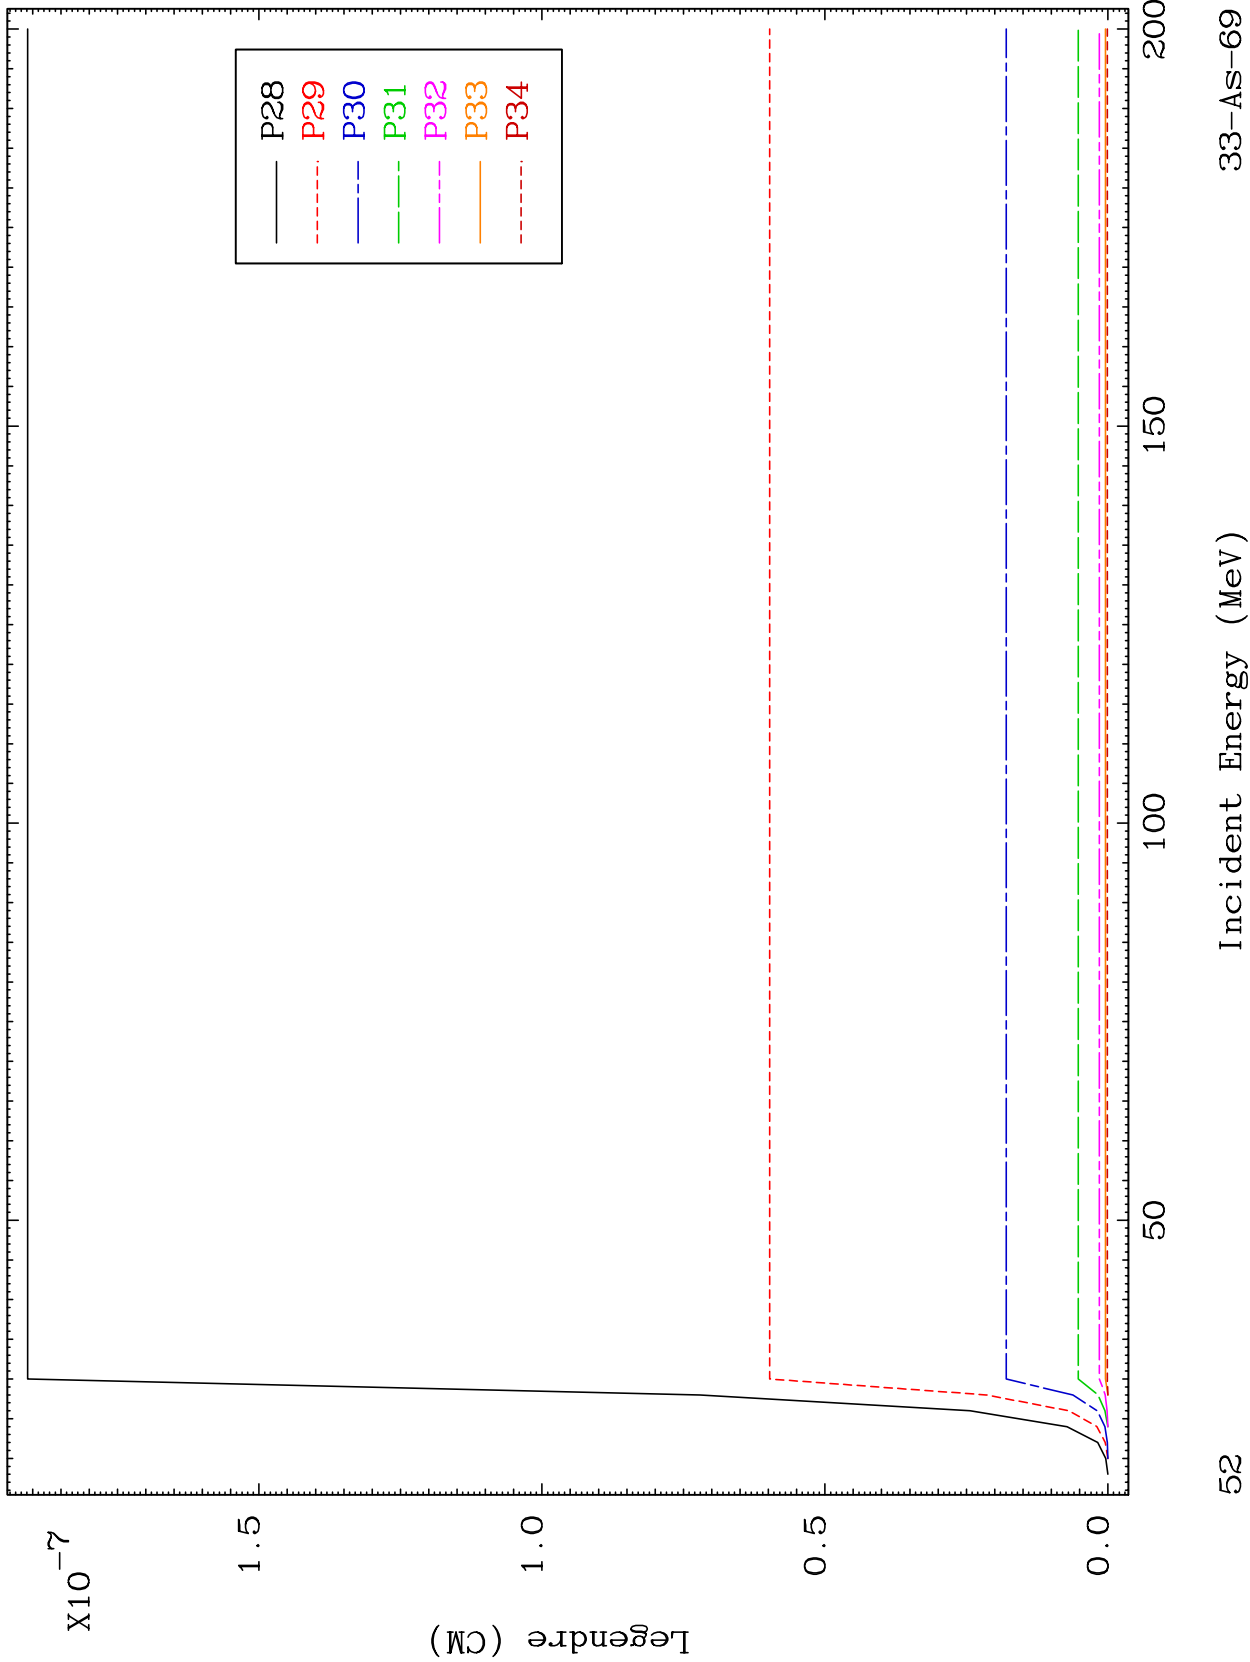 X10-7
1.5
1.0
0.5
0.0
Legendre (CM)
P28
P29
P30
P31
P32
P33
P34
50
100
150
200
52
Incident Energy (MeV)
33-As-69